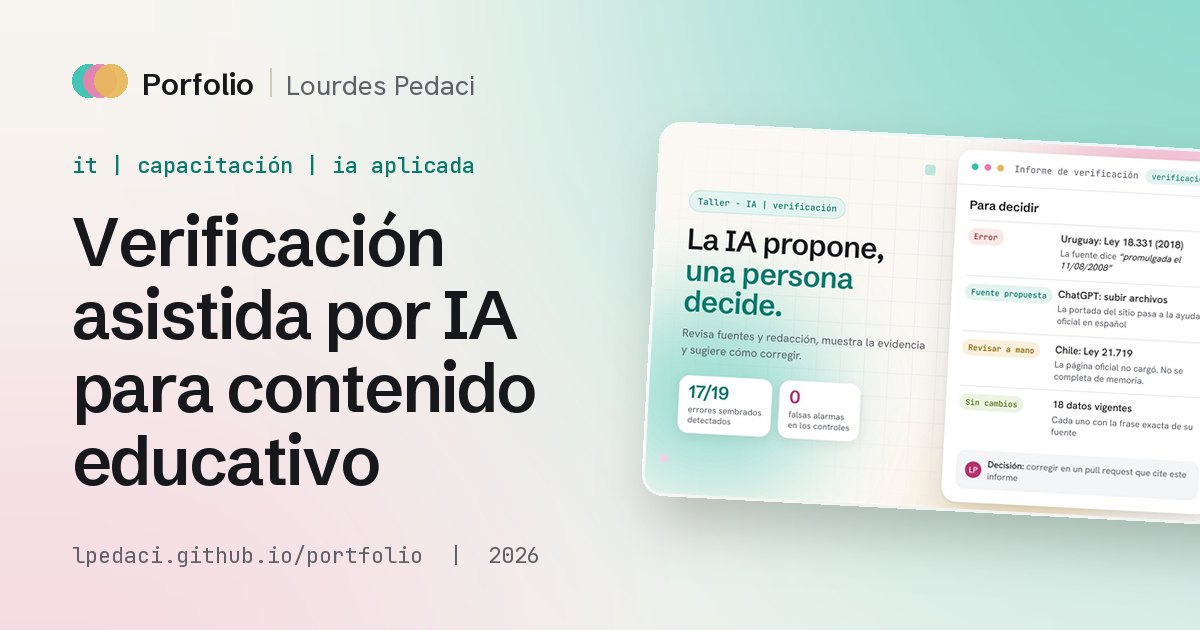 Porfolio | Lourdes Pedaci
it | capacitación | ia aplicada
Verificación
asistida por IA
para contenido
educativo
lpedaci.github.io/portfolio | 2026
Taller - IA | verificación
La IA propone,
una persona
decide.
Revisa fuentes y redacción, muestra la evidencia
y sugiere cómo corregir.
17/19
errores sembrados
detectados
0
falsas alarmas
en los controles
Informe de verificación
Para decidir
Error
Uruguay: Ley 18.331 (2018)
La fuente dice "promulgada el
11/08/2008"
Fuente propuesta
ChatGPT: subir archivos
La portada del sitio pasa a la ayuda
oficial en español
Revisar a mano
Chile: Ley 21.719
La página oficial no cargó. No se
completa de memoria.
Sin cambios
18 datos vigentes
Cada uno con la frase exacta de su
fuente
LP
Decisión: corregir en un pull request que cite este
informe